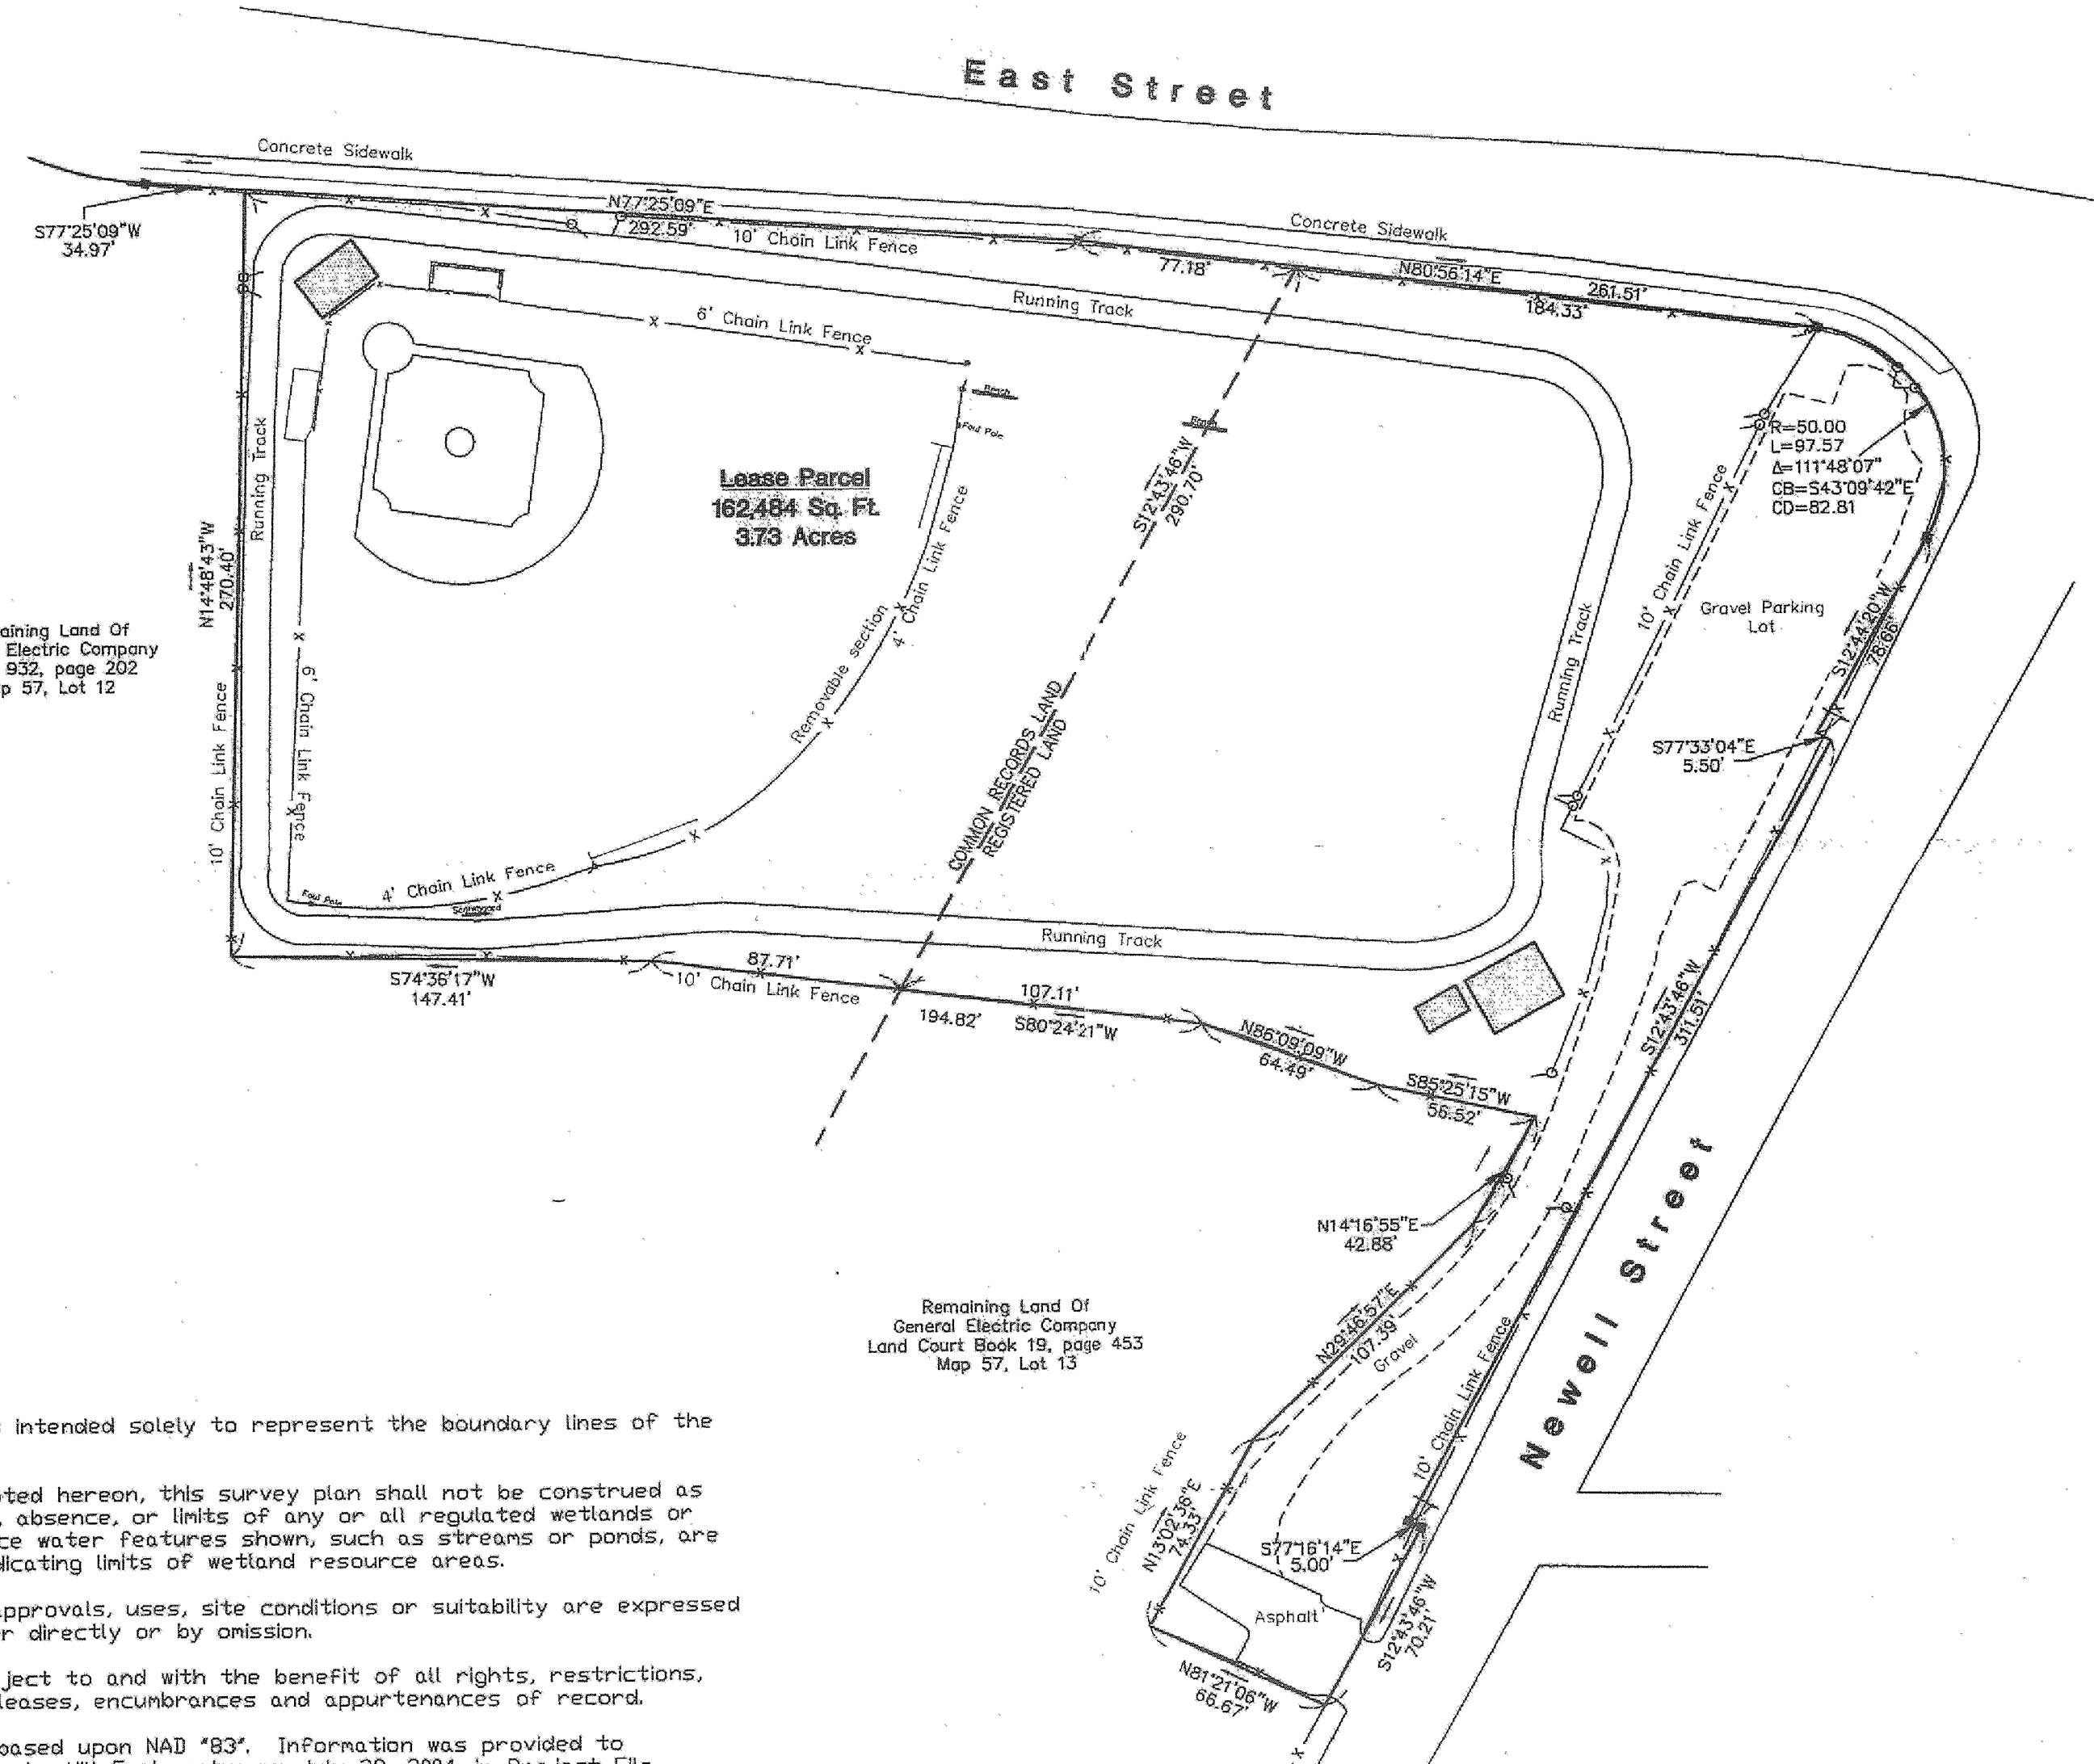 East Street
Concrete Sidewalk
N77°25'09"E
292.59'
10' Chain Link Fence
Concrete Sidewalk
S77°25'09"W
34.97'
77.18'
N80°56'14"E
261.51'
184.33'
Running Track
6' Chain Link Fence
Bench
Foul Pole
Bench
R=50.00
L=97.57
Δ=111°48'07"
CB=S43°09'42"E
CD=82.81
Lease Parcel
162,484 Sq. Ft.
3.73 Acres
S12°43'46"W
290.70'
Running Track
N14°48'43"W
270.40'
4' Chain Link Fence
10' Chain Link Fence
Gravel Parking
Lot
S12°44'20"W
78.66'
aining Land Of
Electric Company
932, page 202
p 57, Lot 12
6' Chain Link Fence
10' Chain Link Fence
Removable section
COMMON RECORDS LAND
REGISTERED LAND
Running Track
S77°33'04"E
5.50'
Foul Pole
4' Chain Link Fence
Scoreboard
Running Track
S74°36'17"W
147.41'
87.71'
10' Chain Link Fence
107.11'
194.82'
S80°24'21"W
N86°09'09"W
64.49'
S85°25'15"W
56.52'
S12°43'46"W
311.51'
N14°16'55"E
42.88'
Newell Street
Remaining Land Of
General Electric Company
Land Court Book 19, page 453
Map 57, Lot 13
N29°46'57"E
107.39'
Gravel
10' Chain Link Fence
10' Chain Link Fence
N13°02'36"E
74.33'
S77°16'14"E
5.00'
Asphalt
S12°43'46"W
70.21'
N81°21'06"W
66.67'
intended solely to represent the boundary lines of the
ted hereon, this survey plan shall not be construed as
, absence, or limits of any or all regulated wetlands or
ce water features shown, such as streams or ponds, are
dicating limits of wetland resource areas.
approvals, uses, site conditions or suitability are expressed
r directly or by omission.
ject to and with the benefit of all rights, restrictions,
leases, encumbrances and appurtenances of record.
based upon NAD "83". Information was provided to